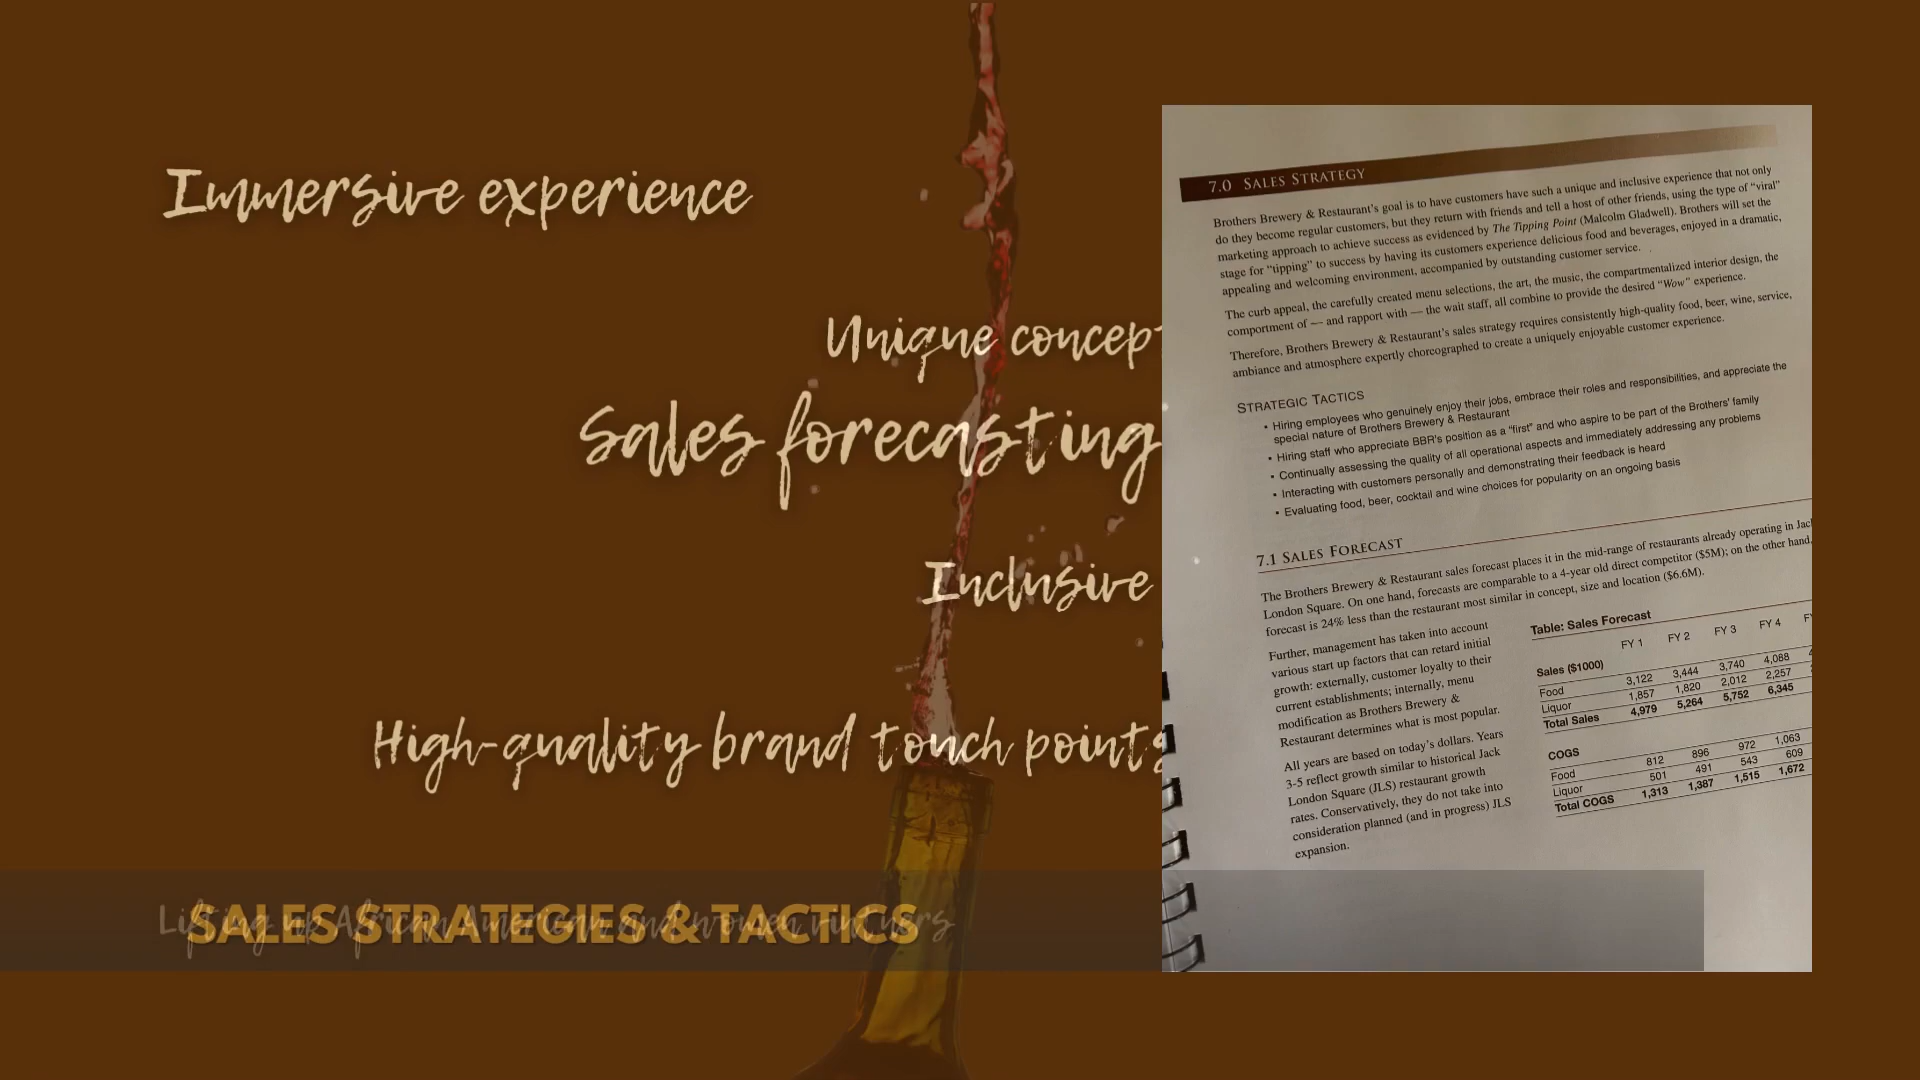 Immersive experience
Unique concep
Sales forecasting
Inclusive
High-quality brand touch points
Lifting up African American and women vintners
SALES STRATEGIES & TACTICS
7.0 SALES STRATEGY
Brothers Brewery & Restaurant's goal is to have customers have such a unique and inclusive experience that not only
do they become regular customers, but they return with friends and tell a host of other friends, using the type of "viral"
marketing approach to achieve success as evidenced by The Tipping Point (Malcolm Gladwell). Brothers will set the
stage for "tipping" to success by having its customers experience delicious food and beverages, enjoyed in a dramatic,
appealing and welcoming environment, accompanied by outstanding customer service.
The curb appeal, the carefully created menu selections, the art, the music, the compartmentalized interior design, the
comportment of — and rapport with — the wait staff, all combine to provide the desired "Wow" experience.
Therefore, Brothers Brewery & Restaurant's sales strategy requires consistently high-quality food, beer, wine, service,
ambiance and atmosphere expertly choreographed to create a uniquely enjoyable customer experience.
STRATEGIC TACTICS
• Hiring employees who genuinely enjoy their jobs, embrace their roles and responsibilities, and appreciate the
special nature of Brothers Brewery & Restaurant
• Hiring staff who appreciate BBR's position as a "first" and who aspire to be part of the Brothers' family
• Continually assessing the quality of all operational aspects and immediately addressing any problems
• Interacting with customers personally and demonstrating their feedback is heard
• Evaluating food, beer, cocktail and wine choices for popularity on an ongoing basis
7.1 SALES FORECAST
The Brothers Brewery & Restaurant sales forecast places it in the mid-range of restaurants already operating in Jac
London Square. On one hand, forecasts are comparable to a 4-year old direct competitor ($5M); on the other hand,
forecast is 24% less than the restaurant most similar in concept, size and location ($6.6M).
Further, management has taken into account
various start up factors that can retard initial
growth: externally, customer loyalty to their
current establishments; internally, menu
modification as Brothers Brewery &
Restaurant determines what is most popular.
All years are based on today's dollars. Years
3-5 reflect growth similar to historical Jack
London Square (JLS) restaurant growth
rates. Conservatively, they do not take into
consideration planned (and in progress) JLS
expansion.
Table: Sales Forecast
FY 1 FY 2 FY 3 FY 4 F
Sales ($1000)
Food 3,122 3,444 3,740 4,088
Liquor 1,857 1,820 2,012 2,257
Total Sales 4,979 5,264 5,752 6,345
COGS
Food 812 896 972 1,063
Liquor 501 491 543 609
Total COGS 1,313 1,387 1,515 1,672